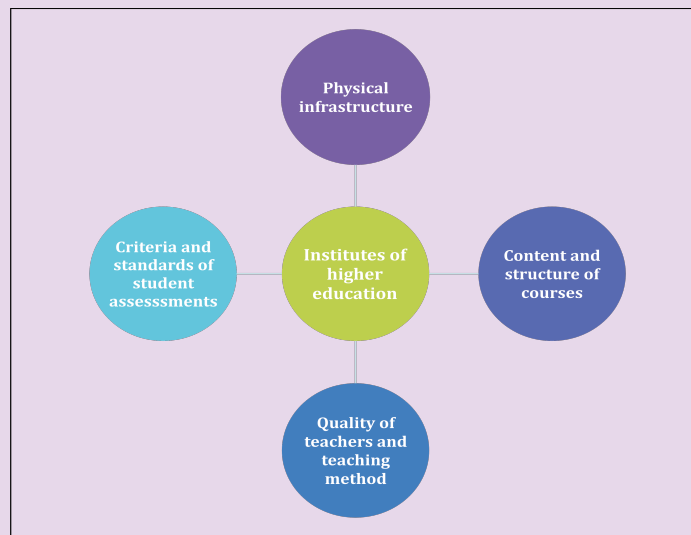 Physical
infrastructure
Criteria and
standards of
student
assesssments
Institutes of
higher
education
Content and
structure of
courses
Quality of
teachers and
teaching
method